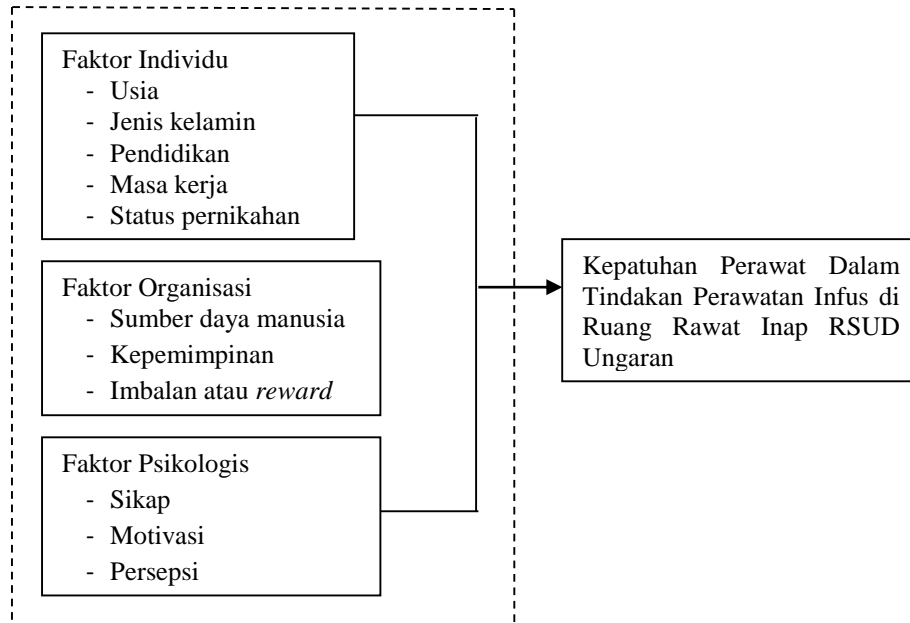 Faktor Individu
- Usia
- Jenis kelamin
- Pendidikan
- Masa kerja
- Status pernikahan
Faktor Organisasi
- Sumber daya manusia
- Kepemimpinan
- Imbalan atau reward
Faktor Psikologis
- Sikap
- Motivasi
- Persepsi
Kepatuhan Perawat Dalam
Tindakan Perawatan Infus di
Ruang Rawat Inap RSUD
Ungaran